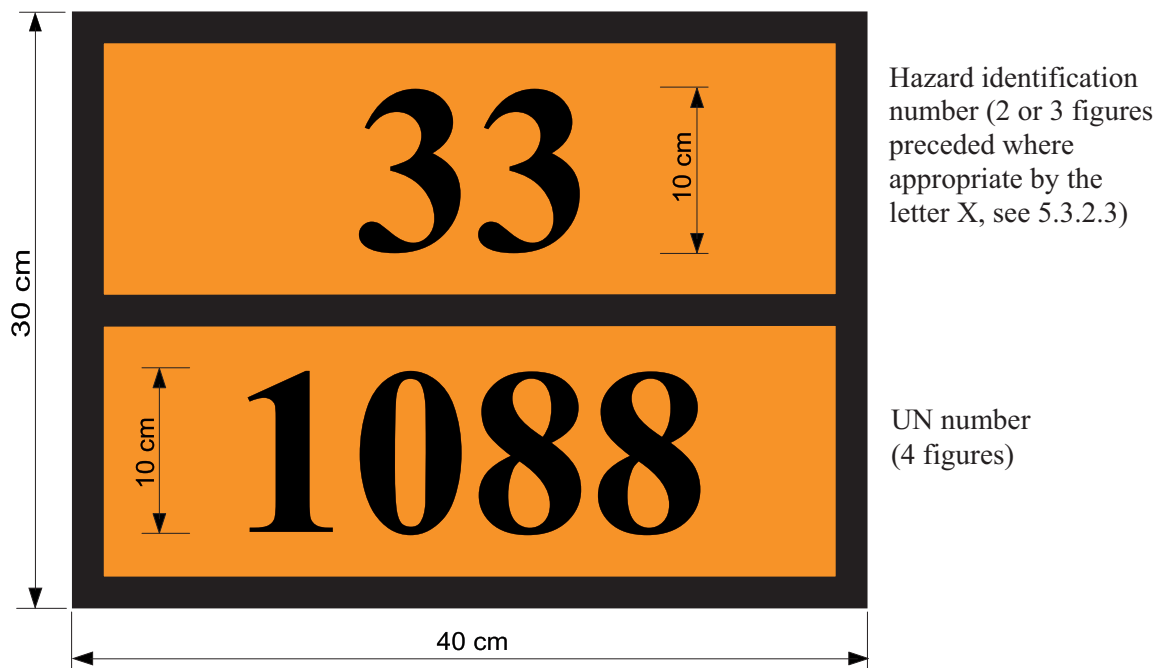 33
10 cm
Hazard identification
number (2 or 3 figures
preceded where
appropriate by the
letter X, see 5.3.2.3)
30 cm
10 cm
1088
UN number
(4 figures)
40 cm